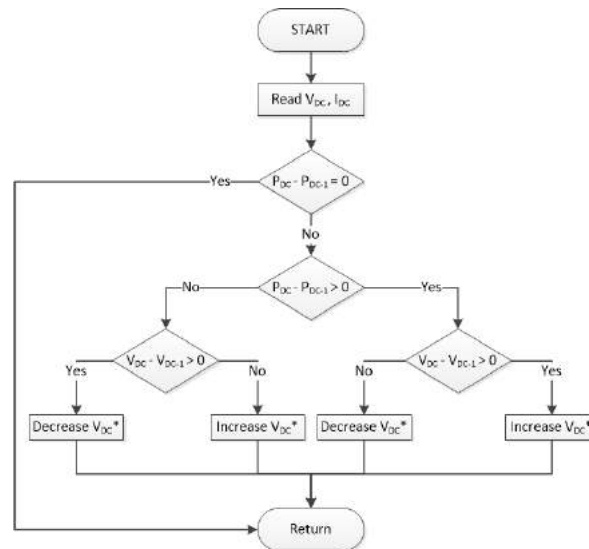 START
Read V_DC, I_DC
Yes
P_DC - P_DC-1 = 0
No
No
P_DC - P_DC-1 > 0
Yes
V_DC - V_DC-1 > 0
V_DC - V_DC-1 > 0
Yes
No
No
Yes
Decrease V_DC*
Increase V_DC*
Decrease V_DC*
Increase V_DC*
Return